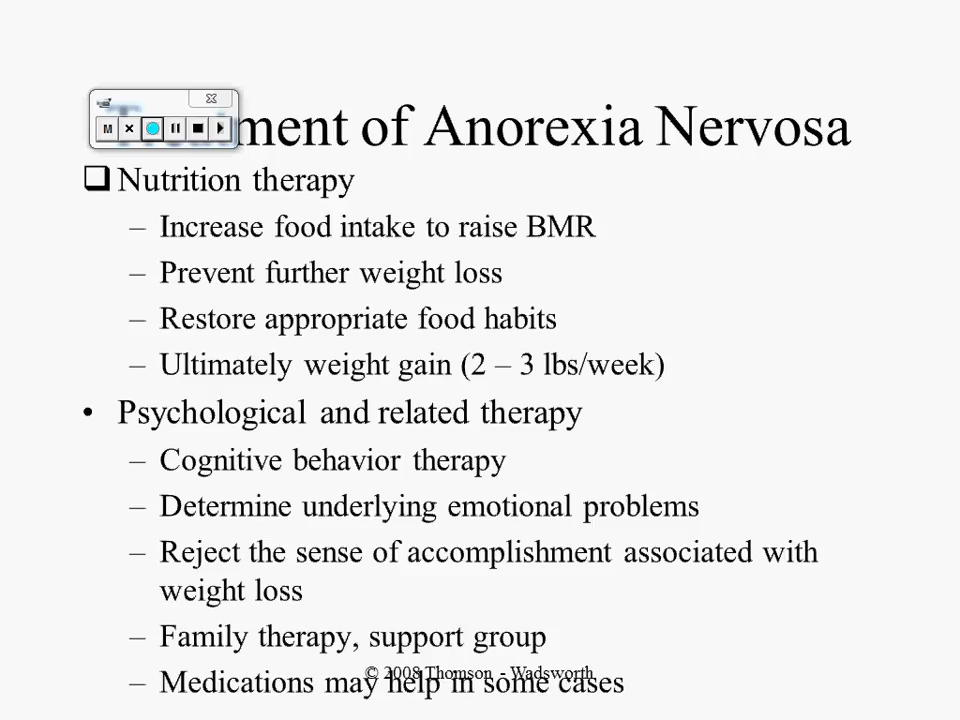 Treatment of Anorexia Nervosa
Nutrition therapy
– Increase food intake to raise BMR
– Prevent further weight loss
– Restore appropriate food habits
– Ultimately weight gain (2 – 3 lbs/week)
• Psychological and related therapy
– Cognitive behavior therapy
– Determine underlying emotional problems
– Reject the sense of accomplishment associated with
weight loss
– Family therapy, support group
© 2008 Thomson - Wadsworth
– Medications may help in some cases